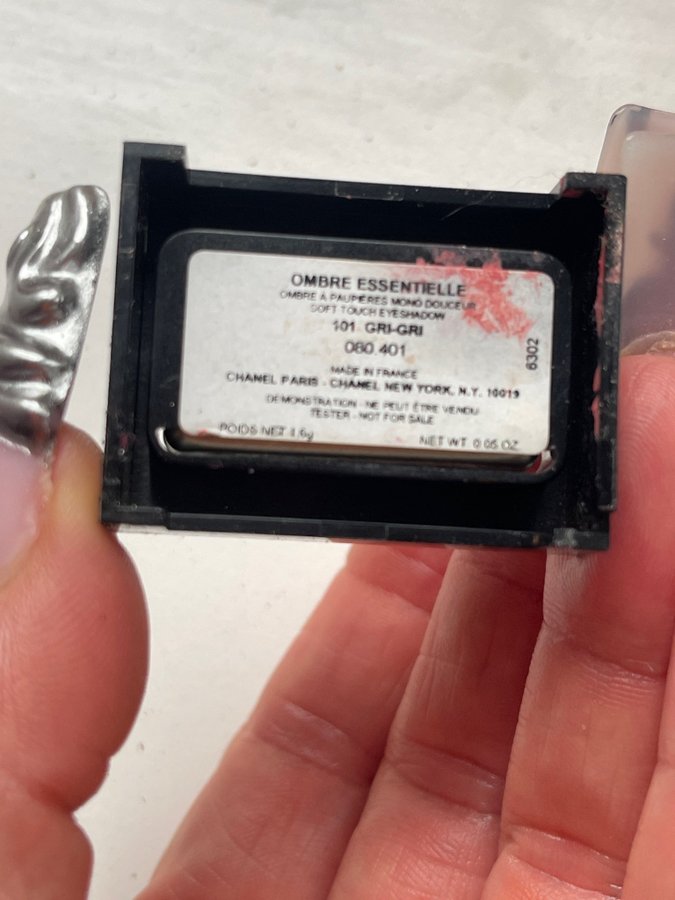 OMBRE ESSENTIELLE
OMBRE À PAUPIÈRES MONO DOUCEUR
SOFT TOUCH EYESHADOW
101 GRI-GRI
060.401
6302
MADE IN FRANCE
CHANEL PARIS - CHANEL NEW YORK, N.Y. 10019
DEMONSTRATION - NE PEUT ÊTRE VENDU
TESTER - NOT FOR SALE
POIDS NET 1.6g
NET WT. 0.05 OZ.